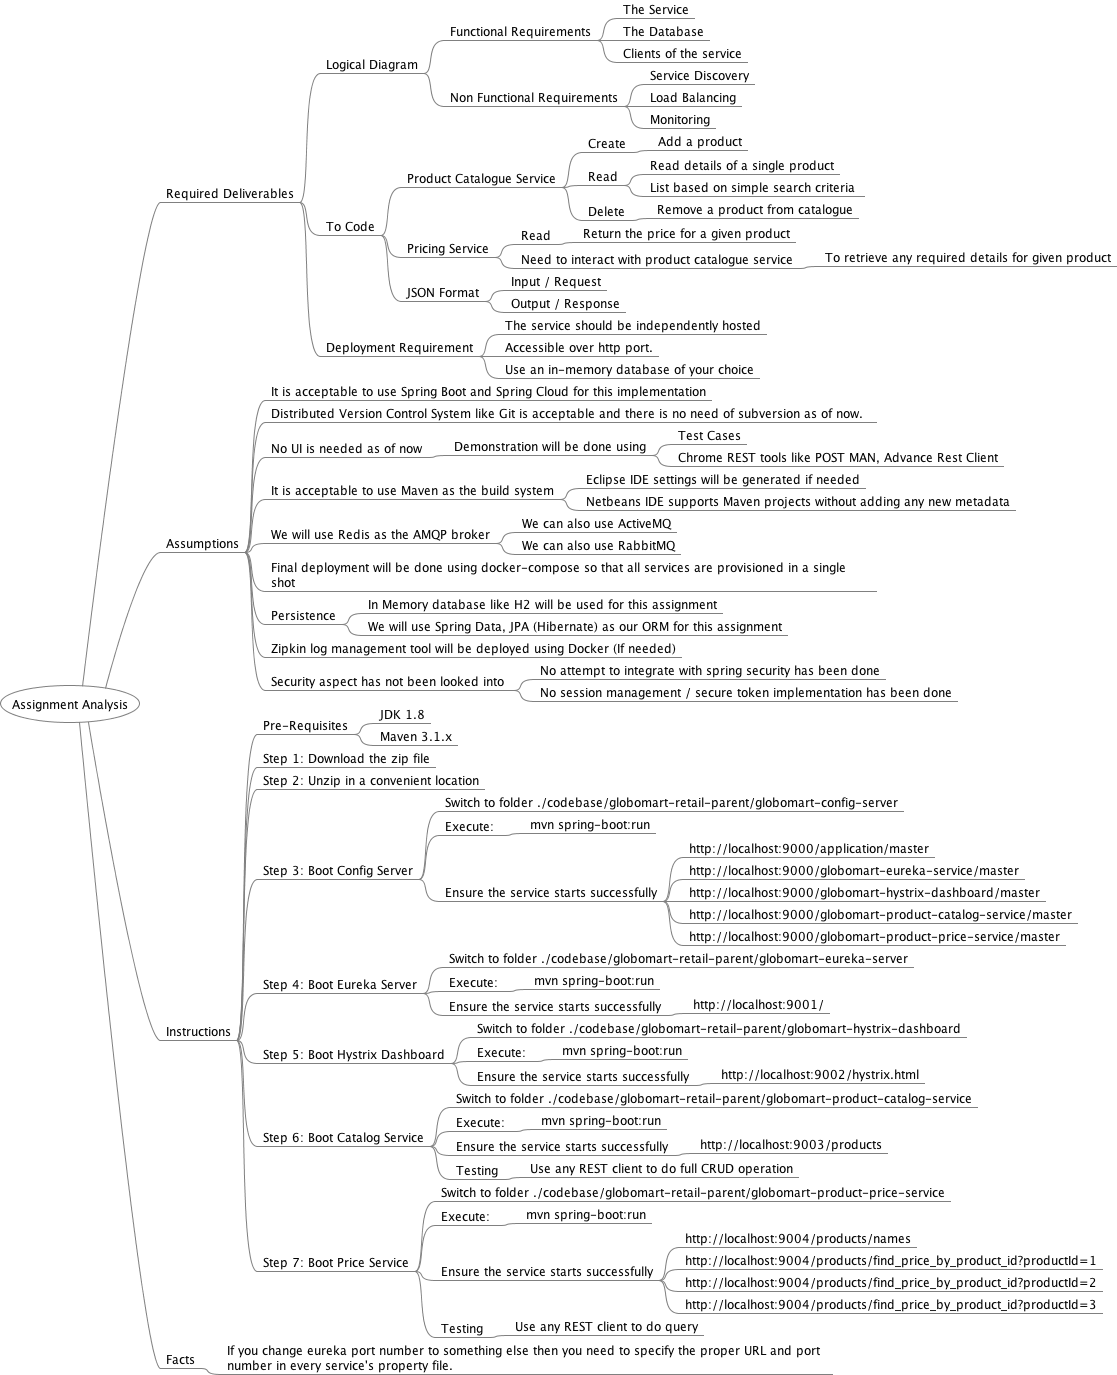 Assignment Analysis
Required Deliverables
Logical Diagram
Functional Requirements
The Service
The Database
Clients of the service
Non Functional Requirements
Service Discovery
Load Balancing
Monitoring
To Code
Product Catalogue Service
Create
Add a product
Read
Read details of a single product
List based on simple search criteria
Delete
Remove a product from catalogue
Pricing Service
Read
Return the price for a given product
Need to interact with product catalogue service
To retrieve any required details for given product
JSON Format
Input / Request
Output / Response
Deployment Requirement
The service should be independently hosted
Accessible over http port.
Use an in-memory database of your choice
Assumptions
It is acceptable to use Spring Boot and Spring Cloud for this implementation
Distributed Version Control System like Git is acceptable and there is no need of subversion as of now.
No UI is needed as of now
Demonstration will be done using
Test Cases
Chrome REST tools like POST MAN, Advance Rest Client
It is acceptable to use Maven as the build system
Eclipse IDE settings will be generated if needed
Netbeans IDE supports Maven projects without adding any new metadata
We will use Redis as the AMQP broker
We can also use ActiveMQ
We can also use RabbitMQ
Final deployment will be done using docker-compose so that all services are provisioned in a single
shot
Persistence
In Memory database like H2 will be used for this assignment
We will use Spring Data, JPA (Hibernate) as our ORM for this assignment
Zipkin log management tool will be deployed using Docker (If needed)
Security aspect has not been looked into
No attempt to integrate with spring security has been done
No session management / secure token implementation has been done
Instructions
Pre-Requisites
JDK 1.8
Maven 3.1.x
Step 1: Download the zip file
Step 2: Unzip in a convenient location
Step 3: Boot Config Server
Switch to folder ./codebase/globomart-retail-parent/globomart-config-server
Execute:
mvn spring-boot:run
Ensure the service starts successfully
http://localhost:9000/application/master
http://localhost:9000/globomart-eureka-service/master
http://localhost:9000/globomart-hystrix-dashboard/master
http://localhost:9000/globomart-product-catalog-service/master
http://localhost:9000/globomart-product-price-service/master
Step 4: Boot Eureka Server
Switch to folder ./codebase/globomart-retail-parent/globomart-eureka-server
Execute:
mvn spring-boot:run
Ensure the service starts successfully
http://localhost:9001/
Step 5: Boot Hystrix Dashboard
Switch to folder ./codebase/globomart-retail-parent/globomart-hystrix-dashboard
Execute:
mvn spring-boot:run
Ensure the service starts successfully
http://localhost:9002/hystrix.html
Step 6: Boot Catalog Service
Switch to folder ./codebase/globomart-retail-parent/globomart-product-catalog-service
Execute:
mvn spring-boot:run
Ensure the service starts successfully
http://localhost:9003/products
Testing
Use any REST client to do full CRUD operation
Step 7: Boot Price Service
Switch to folder ./codebase/globomart-retail-parent/globomart-product-price-service
Execute:
mvn spring-boot:run
Ensure the service starts successfully
http://localhost:9004/products/names
http://localhost:9004/products/find_price_by_product_id?productId=1
http://localhost:9004/products/find_price_by_product_id?productId=2
http://localhost:9004/products/find_price_by_product_id?productId=3
Testing
Use any REST client to do query
Facts
If you change eureka port number to something else then you need to specify the proper URL and port
number in every service's property file.